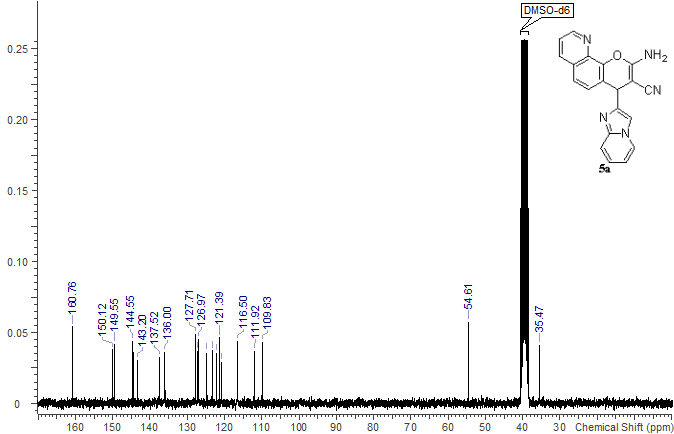 DMSO-d6
0.25
0.20
0.15
0.10
0.05
0
160.76
150.12
149.55
144.55
143.20
137.52
136.00
127.71
126.97
121.39
116.50
111.92
109.83
54.61
35.47
N
O
NH2
CN
N
N
5a
160 150 140 130 120 110 100 90 80 70 60 50 40 30
Chemical Shift (ppm)